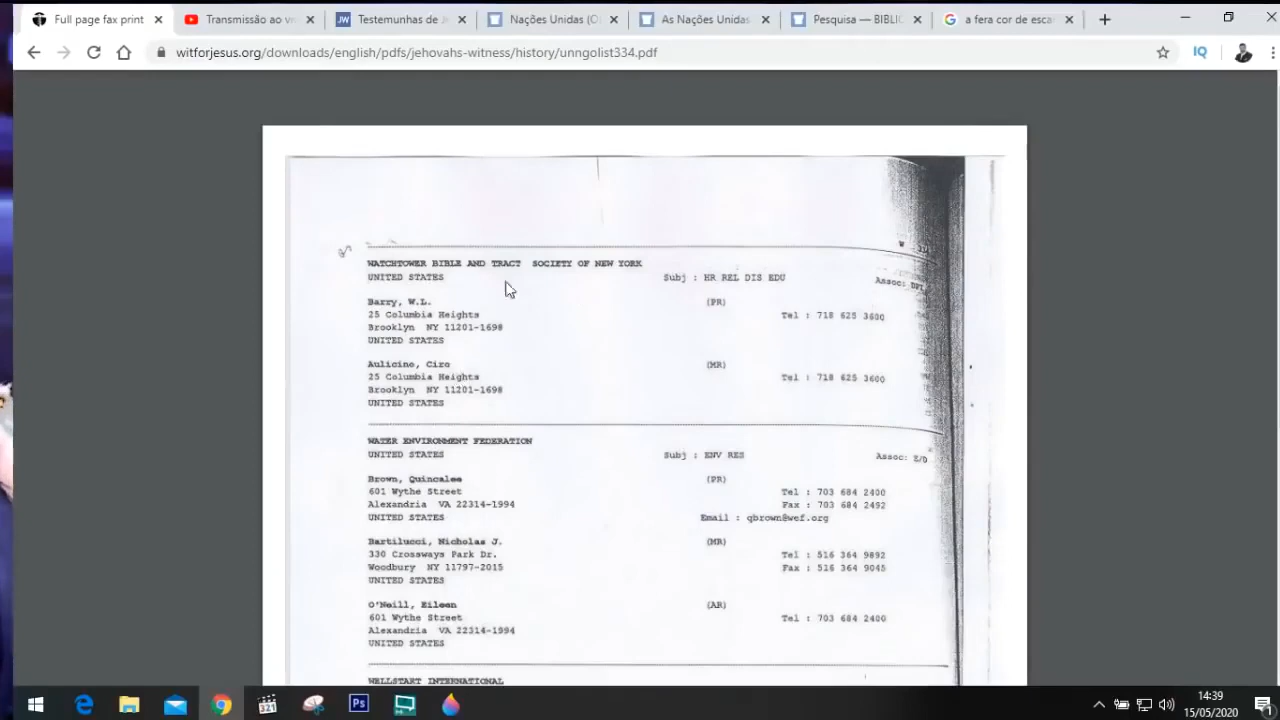 Full page fax print
Transmissão ao vi
Testemunhas de J
Nações Unidas (O
As Nações Unidas
Pesquisa — BIBLI
a fera cor de esca
witforjesus.org/downloads/english/pdfs/jehovahs-witness/history/unngolist334.pdf
IQ
WATCHTOWER BIBLE AND TRACT SOCIETY OF NEW YORK
UNITED STATES Subj : HR REL DIS EDU Assoc: DPI
Barry, W.L. (PR)
25 Columbia Heights Tel : 718 625 3600
Brooklyn NY 11201-1698
UNITED STATES
Aulicino, Ciro (MR)
25 Columbia Heights Tel : 718 625 3600
Brooklyn NY 11201-1698
UNITED STATES
WATER ENVIRONMENT FEDERATION
UNITED STATES Subj : ENV RES Assoc: E/D
Brown, Quincalee (PR)
601 Wythe Street Tel : 703 684 2400
Alexandria VA 22314-1994 Fax : 703 684 2492
UNITED STATES Email : qbrown@wef.org
Bartilucci, Nicholas J. (MR)
330 Crossways Park Dr. Tel : 516 364 9892
Woodbury NY 11797-2015 Fax : 516 364 9045
UNITED STATES
O'Neill, Eileen (AR)
601 Wythe Street Tel : 703 684 2400
Alexandria VA 22314-1994
UNITED STATES
WELLSTART INTERNATIONAL
14:39
15/05/2020